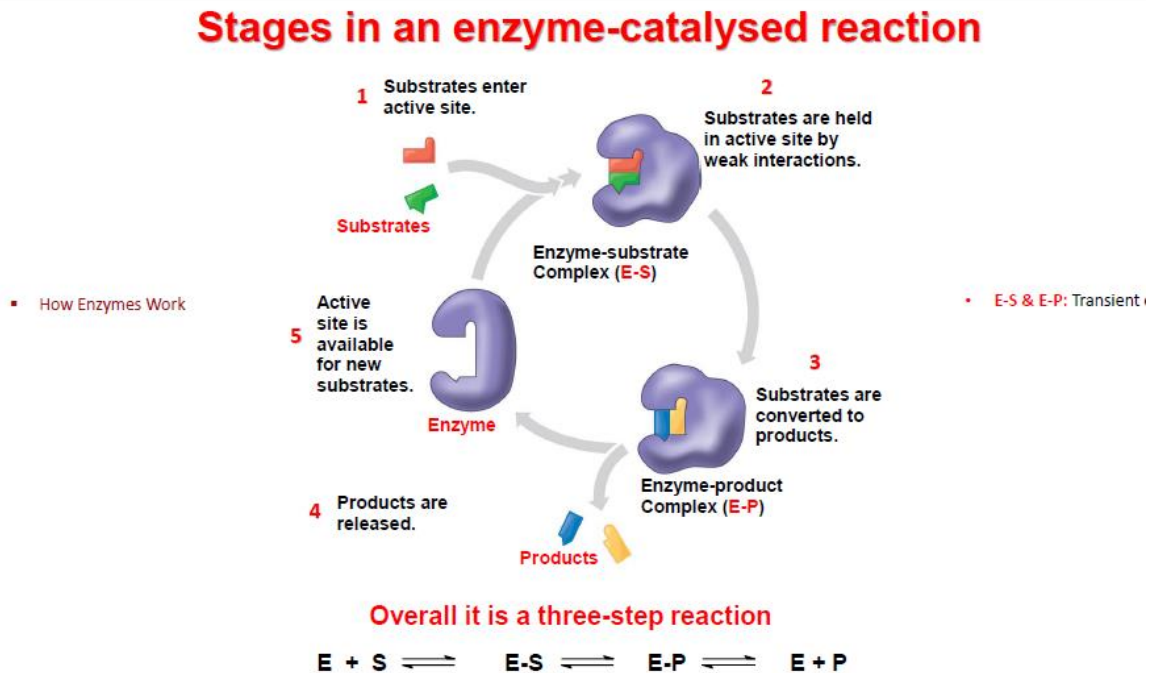 Stages in an enzyme-catalysed reaction
1 Substrates enter
active site.
Substrates
2
Substrates are held
in active site by
weak interactions.
Enzyme-substrate
Complex (E-S)
▪ How Enzymes Work
• E-S & E-P: Transient
3
Substrates are
converted to
products.
Enzyme-product
Complex (E-P)
4 Products are
released.
Products
5 Active
site is
available
for new
substrates.
Enzyme
Overall it is a three-step reaction
E + S ⇌ E-S ⇌ E-P ⇌ E + P